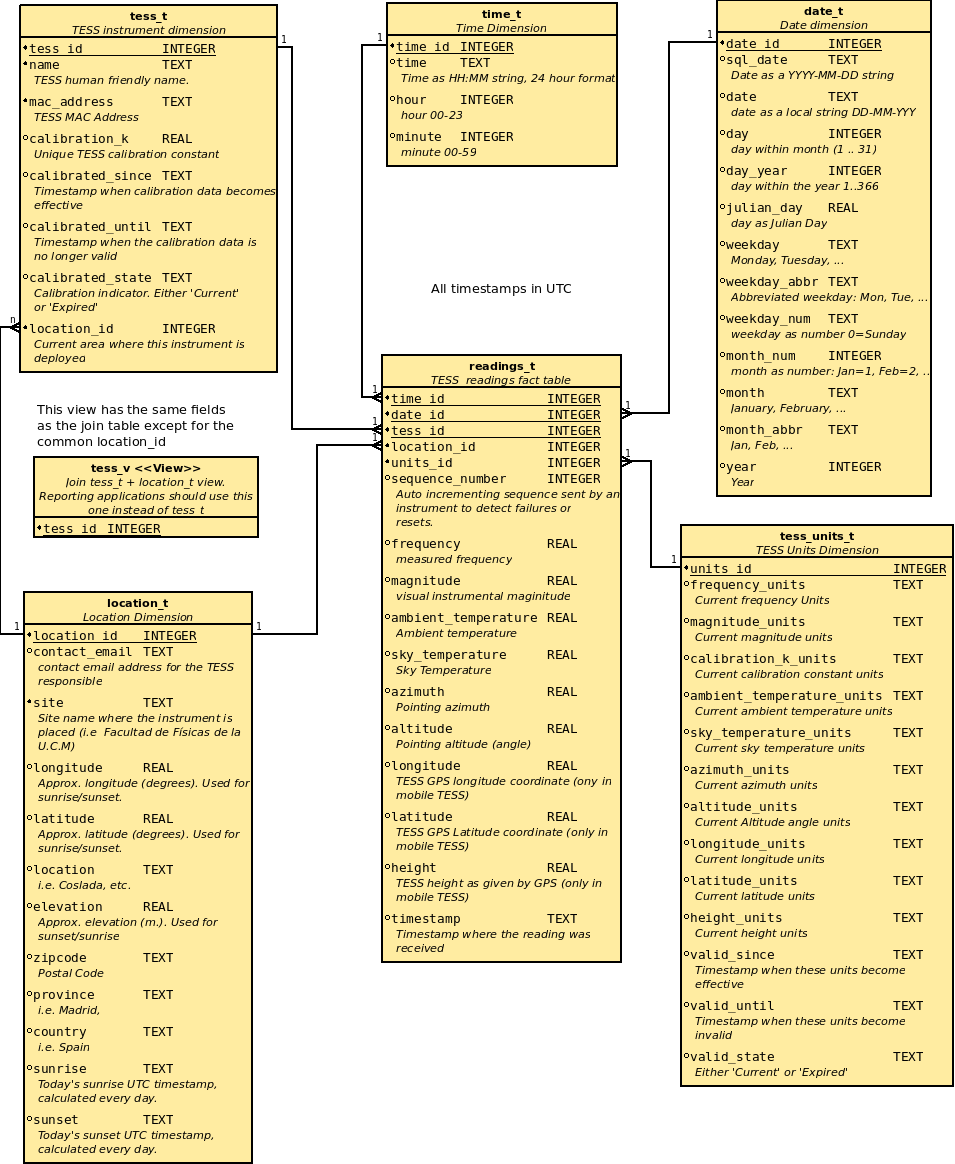 tess_t
TESS instrument dimension
tess_id INTEGER
name TEXT
TESS human friendly name.
mac_address TEXT
TESS MAC Address
calibration_k REAL
Unique TESS calibration constant
calibrated_since TEXT
Timestamp when calibration data becomes
effective
calibrated_until TEXT
Timestamp when the calibration data is
no longer valid
calibrated_state TEXT
Calibration indicator. Either 'Current'
or 'Expired'
location_id INTEGER
Current area where this instrument is
deployed
1
n
time_t
Time Dimension
time_id INTEGER
time TEXT
Time as HH:MM string, 24 hour format
hour INTEGER
hour 00-23
minute INTEGER
minute 00-59
1
date_t
Date dimension
date_id INTEGER
sql_date TEXT
Date as a YYYY-MM-DD string
date TEXT
date as a local string DD-MM-YYY
day INTEGER
day within month (1 .. 31)
day_year INTEGER
day within the year 1..366
julian_day REAL
day as Julian Day
weekday TEXT
Monday, Tuesday, ...
weekday_abbr TEXT
Abbreviated weekday: Mon, Tue, ...
weekday_num TEXT
weekday as number 0=Sunday
month_num INTEGER
month as number: Jan=1, Feb=2, ..
month TEXT
January, February, ...
month_abbr TEXT
Jan, Feb, ...
year INTEGER
Year
1
All timestamps in UTC
This view has the same fields
as the join table except for the
common location_id
tess_v <<View>>
Join tess_t + location_t view.
Reporting applications should use this
one instead of tess_t
tess_id INTEGER
readings_t
TESS readings fact table
time_id INTEGER
date_id INTEGER
tess_id INTEGER
location_id INTEGER
units_id INTEGER
sequence_number INTEGER
Auto incrementing sequence sent by an
instrument to detect failures or
resets.
frequency REAL
measured frequency
magnitude REAL
visual instrumental maginitude
ambient_temperature REAL
Ambient temperature
sky_temperature REAL
Sky Temperature
azimuth REAL
Pointing azimuth
altitude REAL
Pointing altitude (angle)
longitude REAL
TESS GPS longitude coordinate (ony in
mobile TESS)
latitude REAL
TESS GPS Latitude coordinate (only in
mobile TESS)
height REAL
TESS height as given by GPS (only in
mobile TESS)
timestamp TEXT
Timestamp where the reading was
received
1
1
1
1
1
location_t
Location Dimension
location_id INTEGER
contact_email TEXT
contact email address for the TESS
responsible
site TEXT
Site name where the instrument is
placed (i.e Facultad de Físicas de la
U.C.M)
longitude REAL
Approx. longitude (degrees). Used for
sunrise/sunset.
latitude REAL
Approx. latitude (degrees). Used for
sunrise/sunset.
location TEXT
i.e. Coslada, etc.
elevation REAL
Approx. elevation (m.). Used for
sunset/sunrise
zipcode TEXT
Postal Code
province TEXT
i.e. Madrid,
country TEXT
i.e. Spain
sunrise TEXT
Today's sunrise UTC timestamp,
calculated every day.
sunset TEXT
Today's sunset UTC timestamp,
calculated every day.
1
1
tess_units_t
TESS Units Dimension
units_id INTEGER
frequency_units TEXT
Current frequency Units
magnitude_units TEXT
Current magnitude units
calibration_k_units TEXT
Current calibration constant units
ambient_temperature_units TEXT
Current ambient temperature units
sky_temperature_units TEXT
Current sky temperature units
azimuth_units TEXT
Current azimuth units
altitude_units TEXT
Current Altitude angle units
longitude_units TEXT
Current longitude units
latitude_units TEXT
Current latitude units
height_units TEXT
Current height units
valid_since TEXT
Timestamp when these units become
effective
valid_until TEXT
Timestamp when these units become
invalid
valid_state TEXT
Either 'Current' or 'Expired'
1